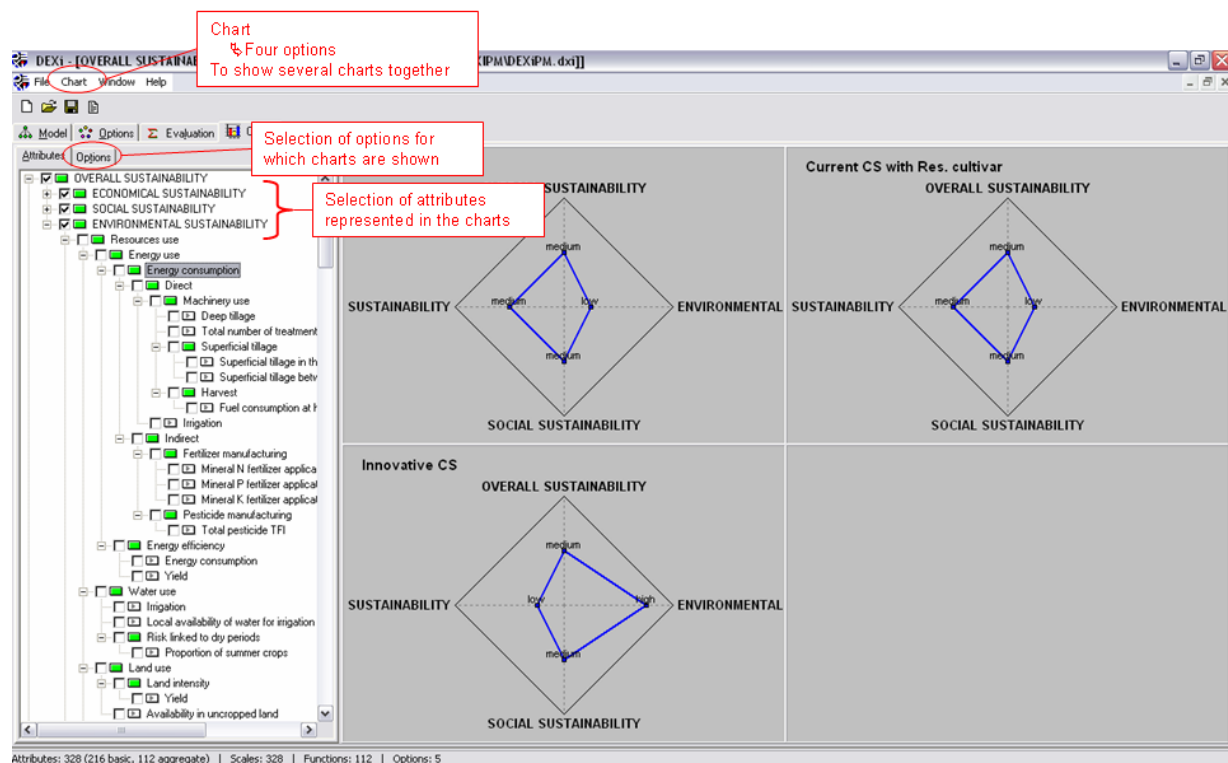 Chart
Four options
To show several charts together
DEXi - [OVERALL SUSTAINAB
XIPM\DEXiPM.dxi]]
File Chart Window Help
Model Options Evaluation
Attributes Options
Selection of options for
which charts are shown
OVERALL SUSTAINABILITY
ECONOMICAL SUSTAINABILITY
SOCIAL SUSTAINABILITY
ENVIRONMENTAL SUSTAINABILITY
Selection of attributes
represented in the charts
Resources use
Energy use
Energy consumption
Direct
Machinery use
Deep tillage
Total number of treatment
Superficial tillage
Superficial tillage in th
Superficial tillage betw
Harvest
Fuel consumption at h
Irrigation
Indirect
Fertilizer manufacturing
Mineral N fertilizer applica
Mineral P fertilizer applicat
Mineral K fertilizer applicat
Pesticide manufacturing
Total pesticide TFI
Energy efficiency
Energy consumption
Yield
Water use
Irrigation
Local availability of water for irrigation
Risk linked to dry periods
Proportion of summer crops
Land use
Land intensity
Yield
Availability in uncropped land
SUSTAINABILITY
medium
SUSTAINABILITY medium low ENVIRONMENTAL
medium
SOCIAL SUSTAINABILITY
Current CS with Res. cultivar
OVERALL SUSTAINABILITY
medium
SUSTAINABILITY medium low ENVIRONMENTAL
medium
SOCIAL SUSTAINABILITY
Innovative CS
OVERALL SUSTAINABILITY
medium
SUSTAINABILITY low high ENVIRONMENTAL
medium
SOCIAL SUSTAINABILITY
Attributes: 328 (216 basic, 112 aggregate) | Scales: 328 | Functions: 112 | Options: 5